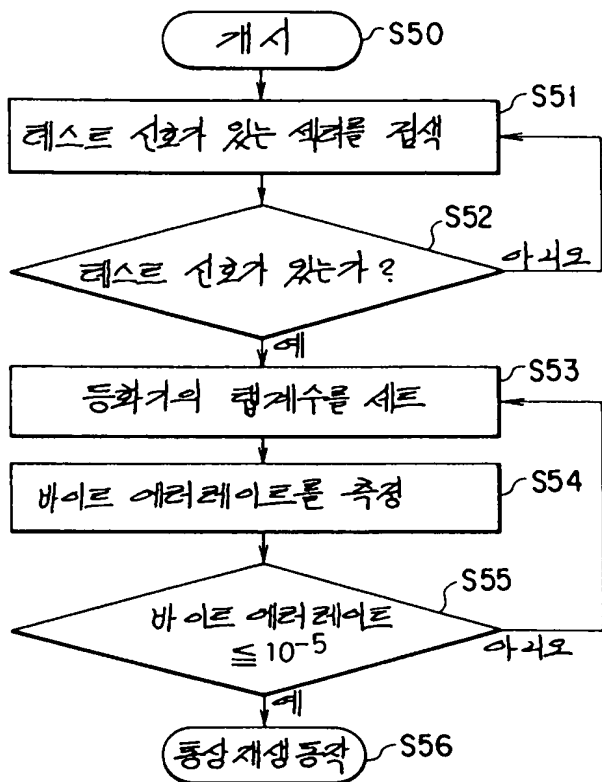 개시
S50
S51
테스트 신호가 있는 섹터를 검색
S52
테스트 신호가 있는가?
아니오
예
S53
등화기의 탭계수를 세트
S54
바이트 에러 레이트를 측정
S55
바이트 에러 레이트
≦ 10⁻⁵
아니오
예
통상 재생 동작
S56